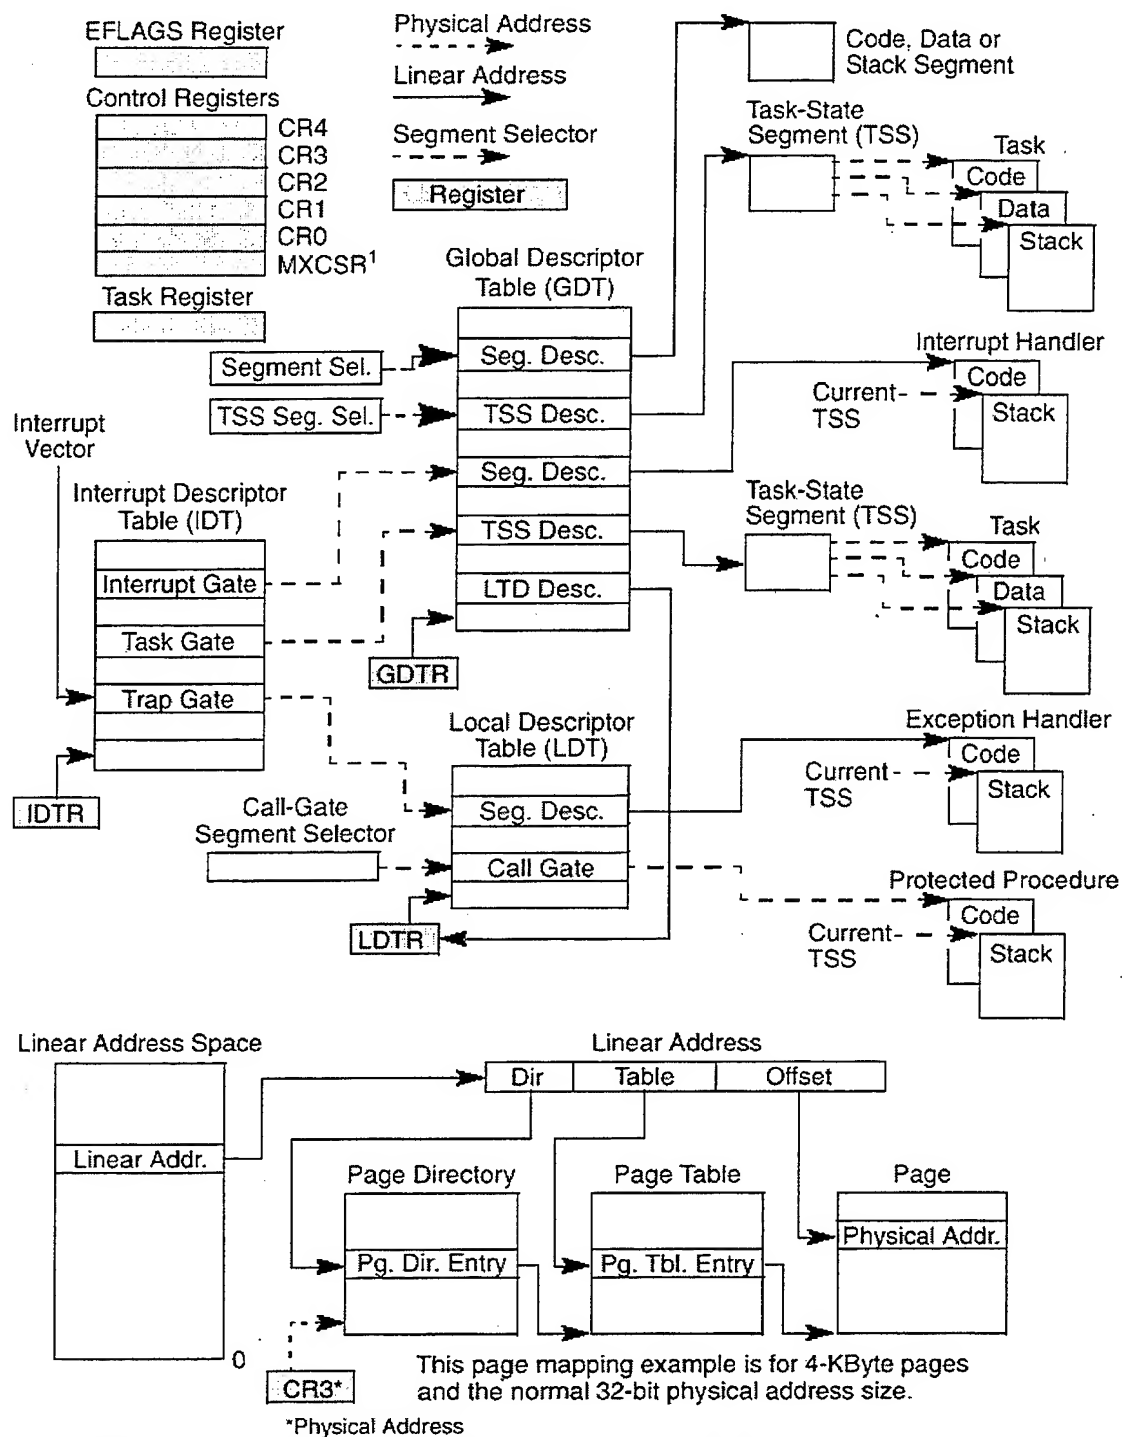 EFLAGS Register
Control Registers
CR4
CR3
CR2
CR1
CR0
MXCSR1
Task Register
Physical Address
Linear Address
Segment Selector
Register
Code, Data or
Stack Segment
Task-State
Segment (TSS)
Task
Code
Data
Stack
Global Descriptor
Table (GDT)
Segment Sel.
Seg. Desc.
TSS Seg. Sel.
TSS Desc.
Interrupt Handler
Code
Current-
TSS
Stack
Interrupt
Vector
Seg. Desc.
Interrupt Descriptor
Table (IDT)
TSS Desc.
Task-State
Segment (TSS)
Task
Code
Data
Stack
Interrupt Gate
LTD Desc.
Task Gate
GDTR
Trap Gate
IDTR
Local Descriptor
Table (LDT)
Exception Handler
Code
Current-
TSS
Stack
Seg. Desc.
Call-Gate
Segment Selector
Call Gate
Protected Procedure
Code
Current-
TSS
Stack
LDTR
Linear Address Space
Linear Address
Dir
Table
Offset
Linear Addr.
Page Directory
Page Table
Page
Physical Addr.
Pg. Dir. Entry
Pg. Tbl. Entry
0
CR3*
This page mapping example is for 4-KByte pages
and the normal 32-bit physical address size.
*Physical Address